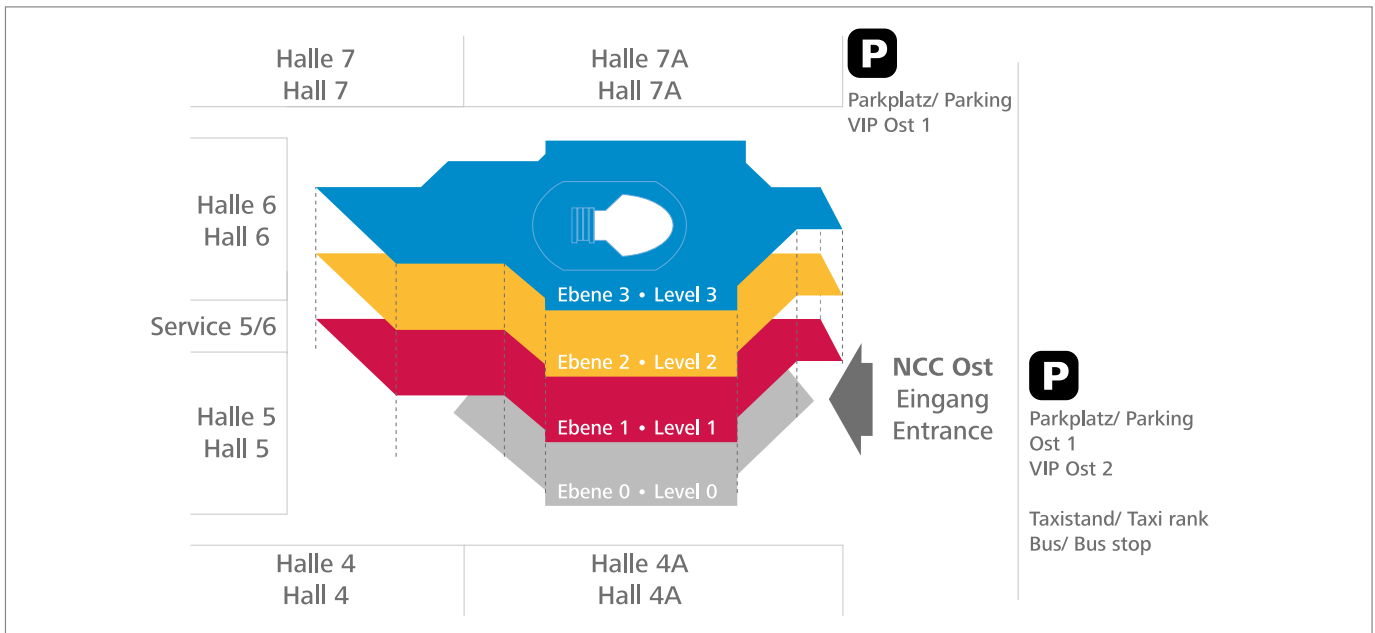 Halle 7
Hall 7
Halle 7A
Hall 7A
P
Parkplatz/ Parking
VIP Ost 1
Halle 6
Hall 6
Service 5/6
Halle 5
Hall 5
Ebene 3 • Level 3
Ebene 2 • Level 2
Ebene 1 • Level 1
Ebene 0 • Level 0
NCC Ost
Eingang
Entrance
P
Parkplatz/ Parking
Ost 1
VIP Ost 2
Taxistand/ Taxi rank
Bus/ Bus stop
Halle 4
Hall 4
Halle 4A
Hall 4A